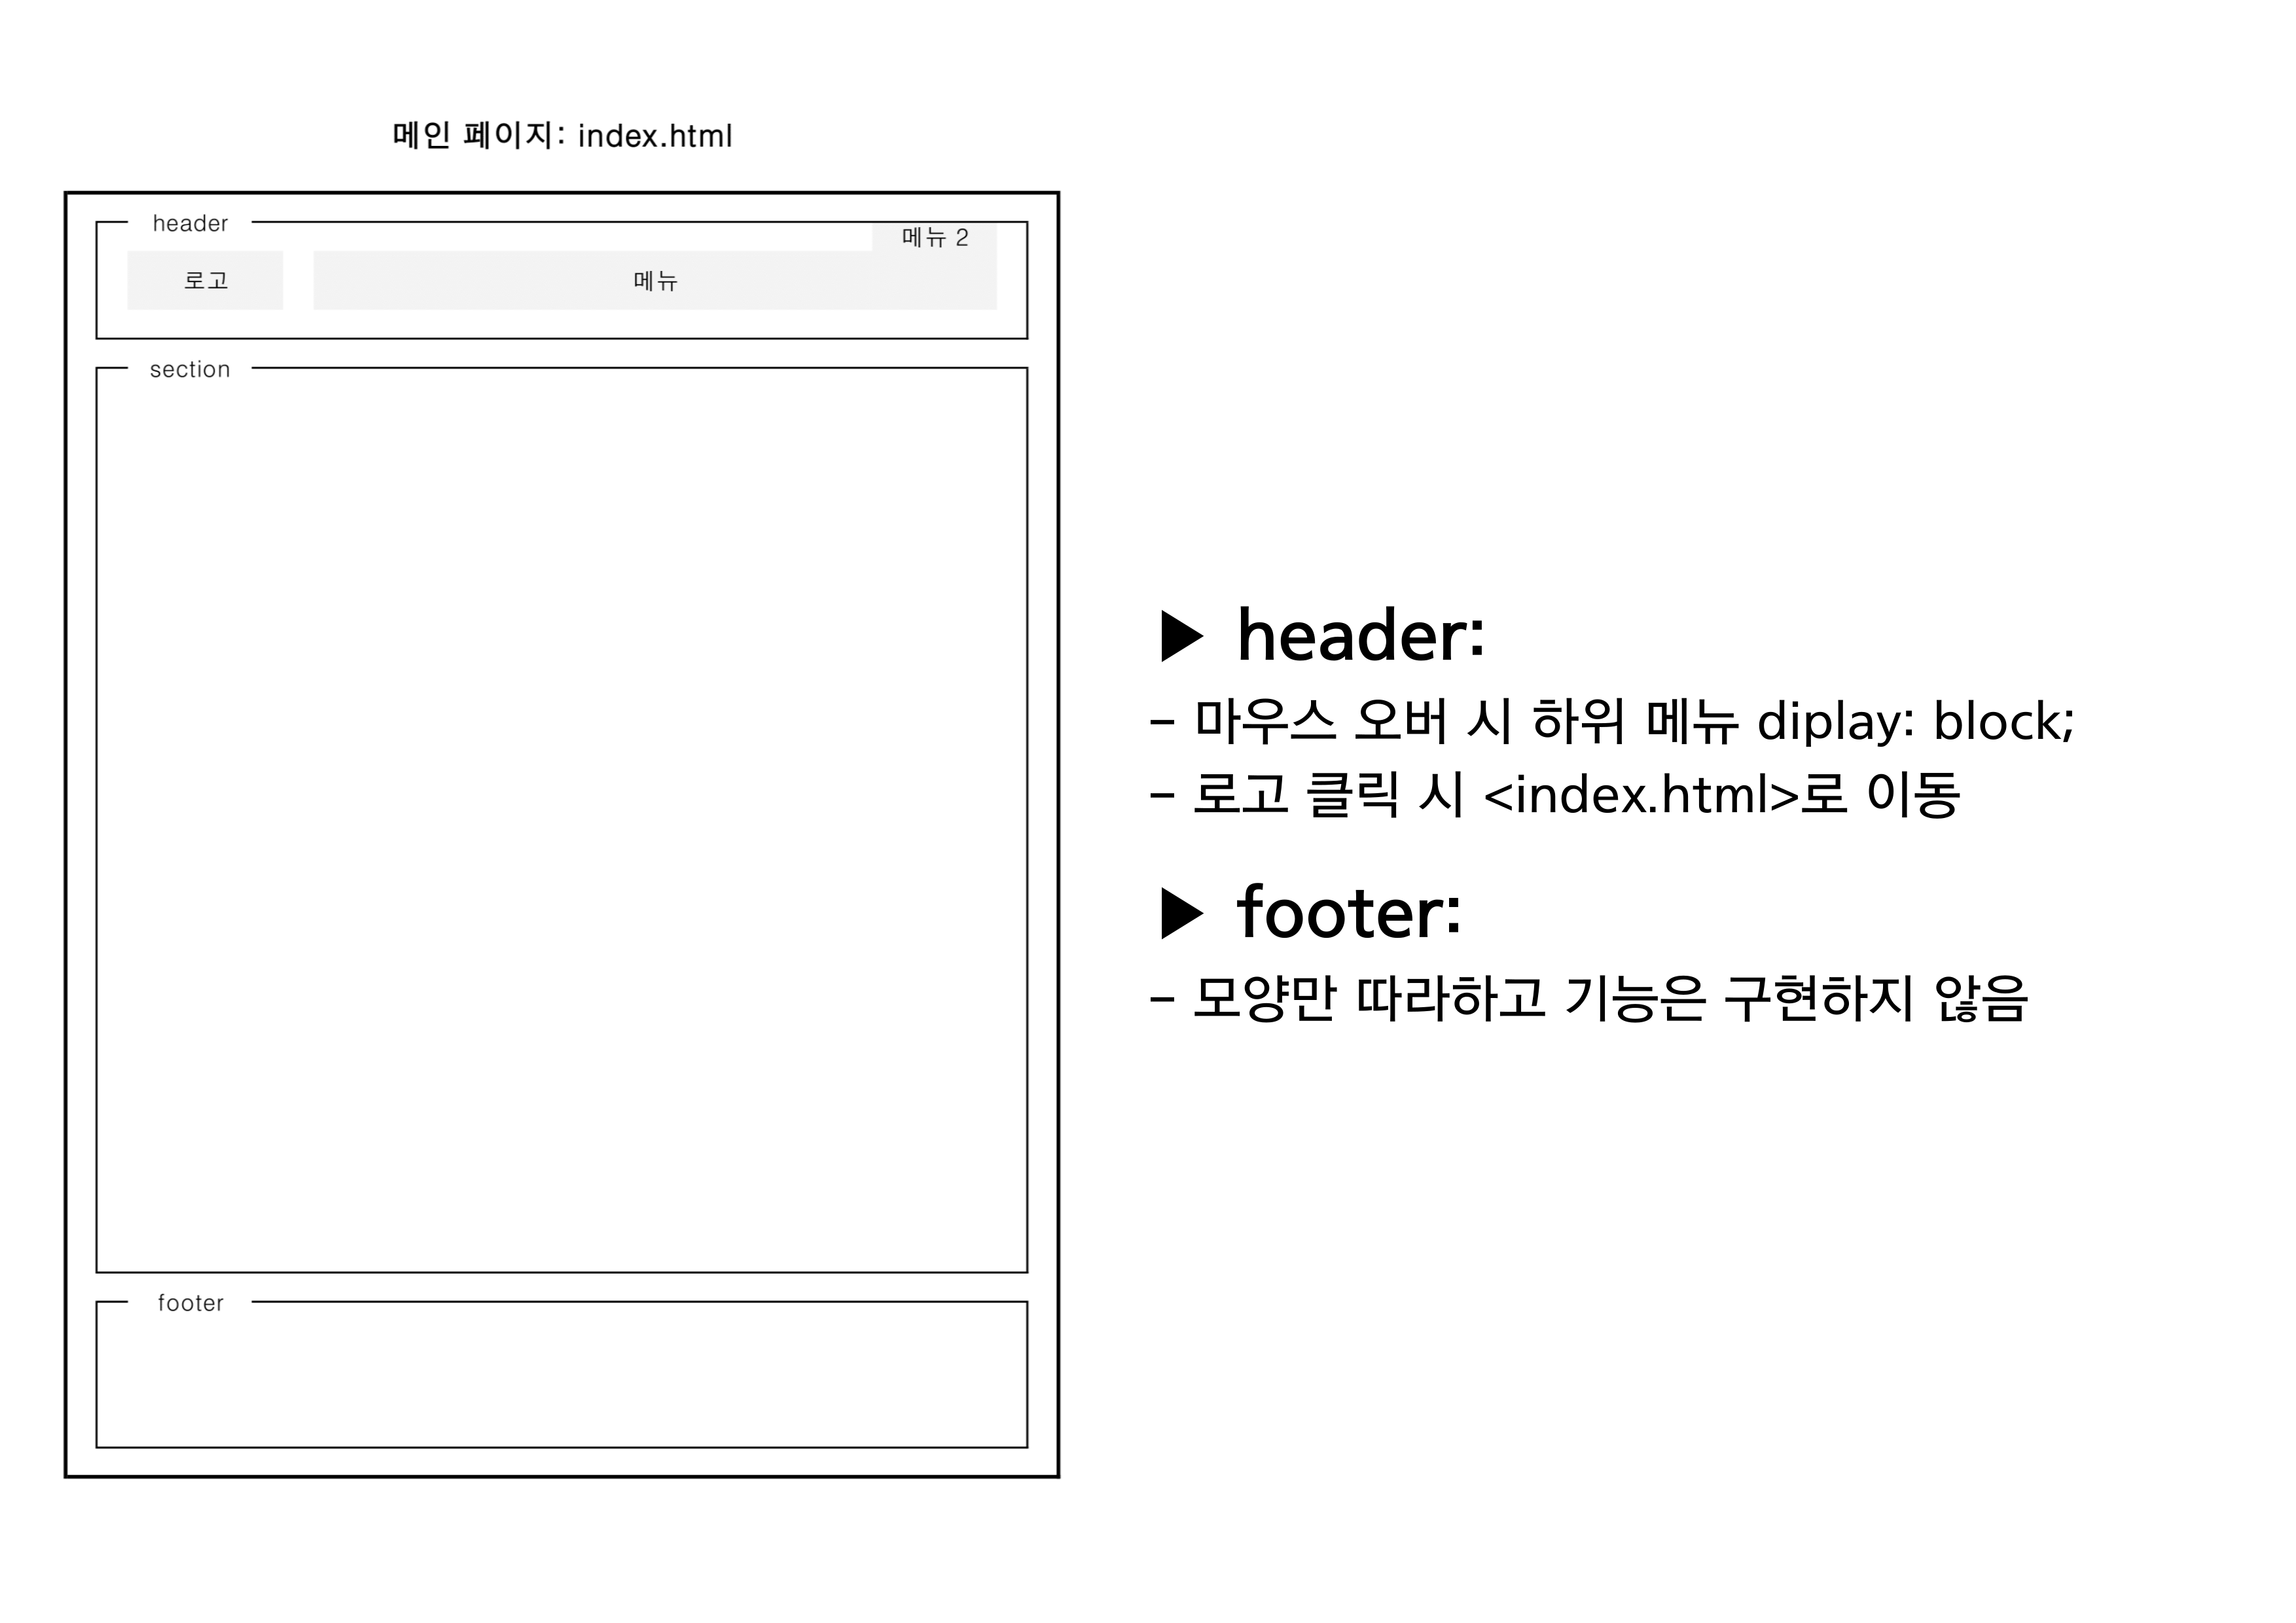 메인 페이지: index.html
header
메뉴 2
로고
메뉴
section
footer
▶ header:
- 마우스 오버 시 하위 메뉴 diplay: block;
- 로고 클릭 시 <index.html>로 이동
▶ footer:
- 모양만 따라하고 기능은 구현하지 않음